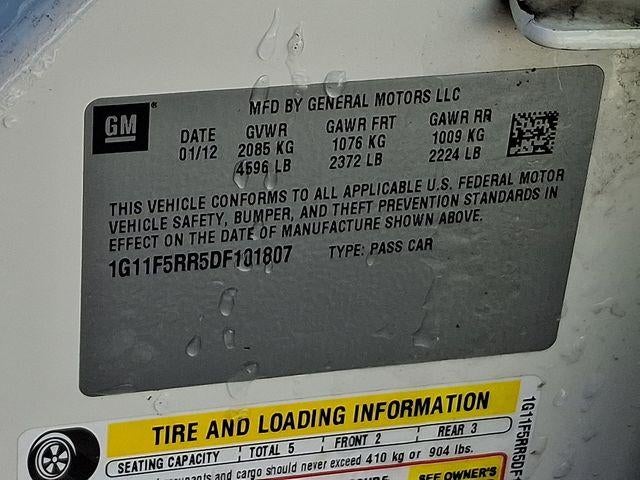 MFD BY GENERAL MOTORS LLC
GM
DATE GVWR GAWR FRT GAWR RR
01/12 2085 KG 1076 KG 1009 KG
4596 LB 2372 LB 2224 LB
THIS VEHICLE CONFORMS TO ALL APPLICABLE U.S. FEDERAL MOTOR
VEHICLE SAFETY, BUMPER, AND THEFT PREVENTION STANDARDS IN
EFFECT ON THE DATE OF MANUFACTURE SHOWN ABOVE.
1G11F5RR5DF101807 TYPE: PASS CAR
TIRE AND LOADING INFORMATION
SEATING CAPACITY TOTAL 5 FRONT 2 REAR 3
and cargo should never exceed 410 kg or 904 lbs.
SEE OWNER'S
1G11F5RR5DF